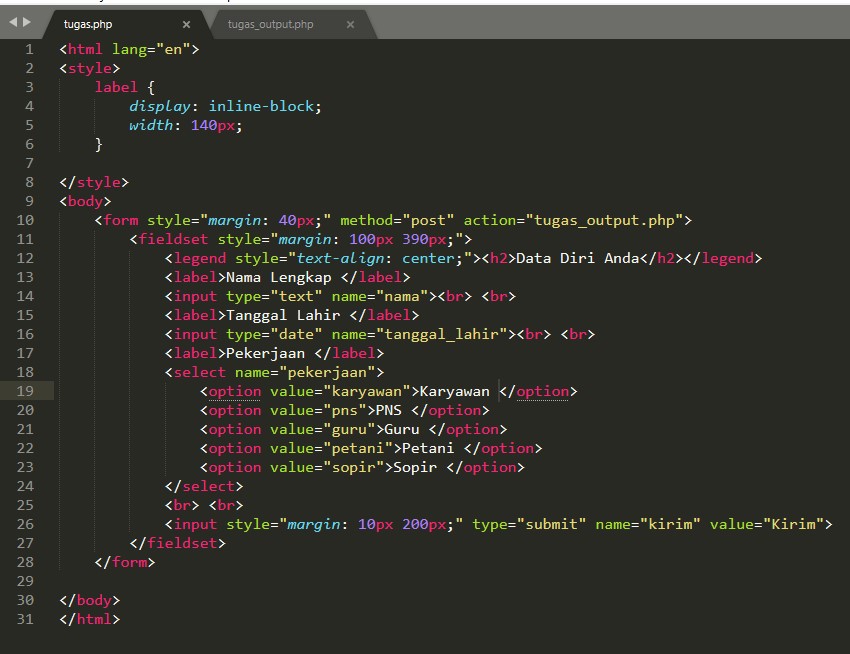 tugas.php × tugas_output.php ×
1 <html lang="en">
2 <style>
3 label {
4 display: inline-block;
5 width: 140px;
6 }
7
8 </style>
9 <body>
10 <form style="margin: 40px;" method="post" action="tugas_output.php">
11 <fieldset style="margin: 100px 390px;">
12 <legend style="text-align: center;"><h2>Data Diri Anda</h2></legend>
13 <label>Nama Lengkap </label>
14 <input type="text" name="nama"><br> <br>
15 <label>Tanggal Lahir </label>
16 <input type="date" name="tanggal_lahir"><br> <br>
17 <label>Pekerjaan </label>
18 <select name="pekerjaan">
19 <option value="karyawan">Karyawan </option>
20 <option value="pns">PNS </option>
21 <option value="guru">Guru </option>
22 <option value="petani">Petani </option>
23 <option value="sopir">Sopir </option>
24 </select>
25 <br> <br>
26 <input style="margin: 10px 200px;" type="submit" name="kirim" value="Kirim">
27 </fieldset>
28 </form>
29
30 </body>
31 </html>